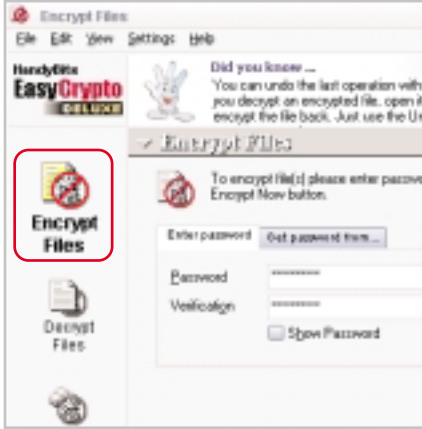 Encrypt Files
File Edit View Settings Help
HandyBits
EasyCrypto
DELUXE
Did you know ...
You can undo the last operation with
you decrypt an encrypted file, open it
encrypt the file back. Just use the Un
Encrypt Files
To encrypt file(s) please enter passwo
Encrypt Now button.
Encrypt
Files
Enter password Get password from...
Password ********
Verification ********
Show Password
Decrypt
Files